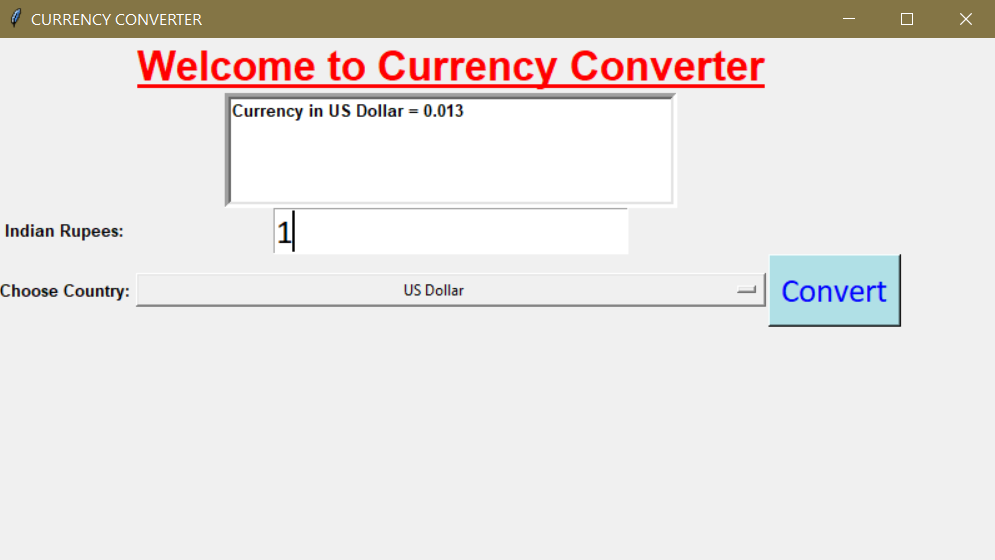 CURRENCY CONVERTER
Welcome to Currency Converter
Currency in US Dollar = 0.013
Indian Rupees:
1
Choose Country:
US Dollar
Convert